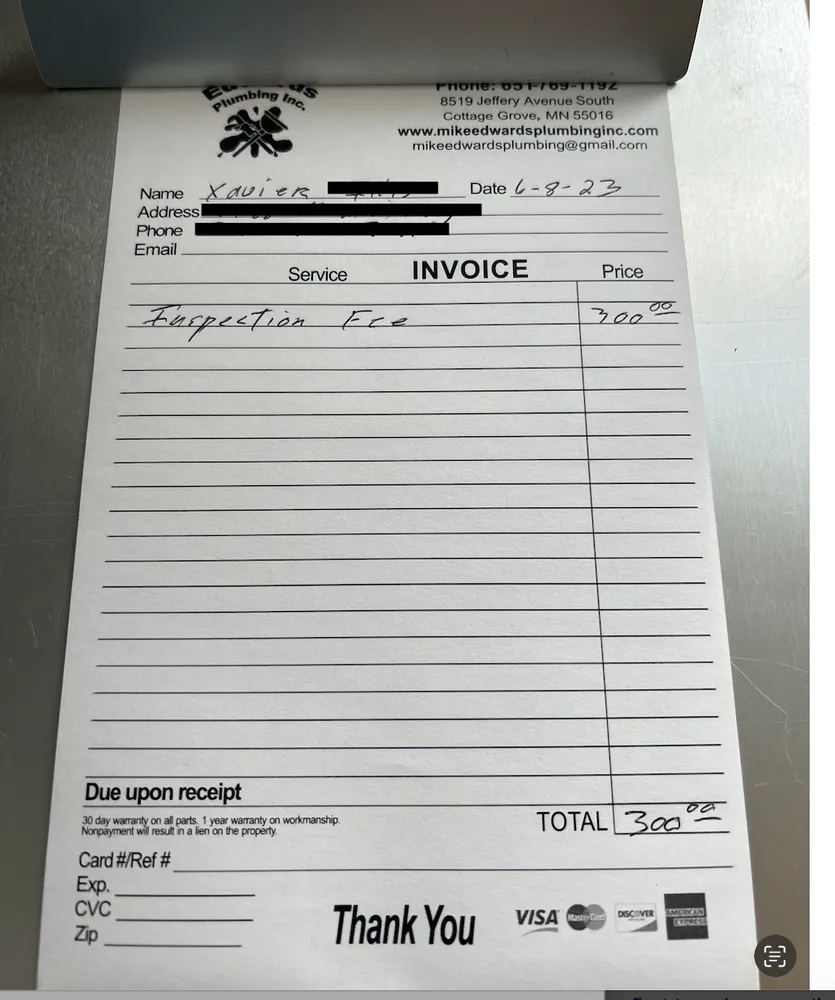 Edwards
Plumbing Inc.
Phone: 651-769-1192
8519 Jeffery Avenue South
Cottage Grove, MN 55016
www.mikeedwardsplumbinginc.com
mikeedwardsplumbing@gmail.com
Name Xavier Date 6-8-23
Address
Phone
Email
Service INVOICE Price
Inspection Fee 300 00
Due upon receipt
30 day warranty on all parts. 1 year warranty on workmanship.
Nonpayment will result in a lien on the property.
TOTAL 300 00
Card #/Ref #
Exp.
CVC
Zip
Thank You VISA MasterCard DISCOVER AMERICAN EXPRESS